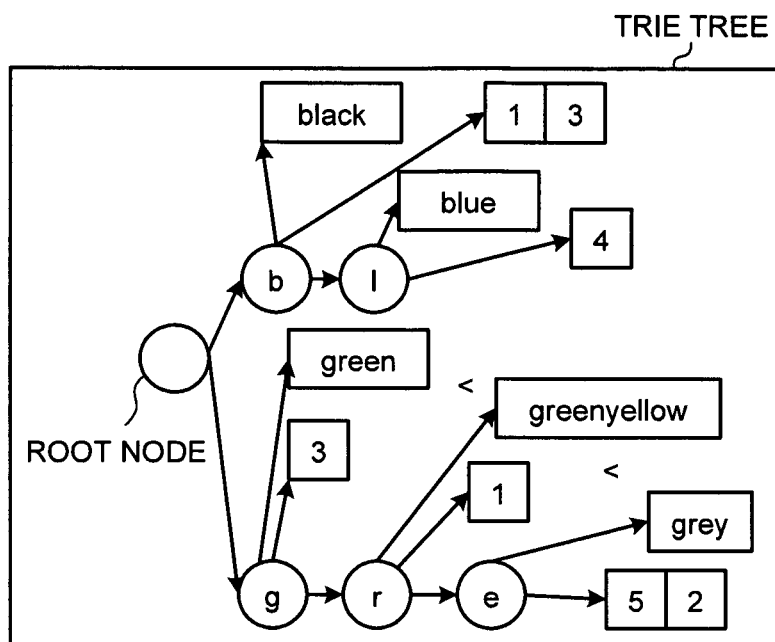 TRIE TREE
black
1 3
blue
4
b l
green
<
greenyellow
ROOT NODE
3
1
<
grey
g r e
5 2